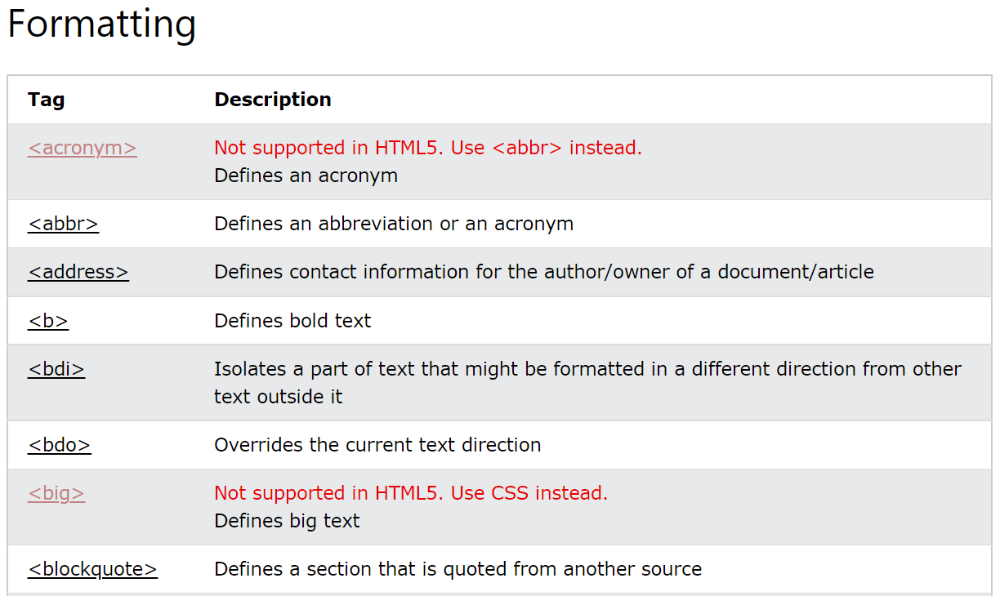 Formatting
Tag Description
<acronym> Not supported in HTML5. Use <abbr> instead.
Defines an acronym
<abbr> Defines an abbreviation or an acronym
<address> Defines contact information for the author/owner of a document/article
<b> Defines bold text
<bdi> Isolates a part of text that might be formatted in a different direction from other
text outside it
<bdo> Overrides the current text direction
<big> Not supported in HTML5. Use CSS instead.
Defines big text
<blockquote> Defines a section that is quoted from another source